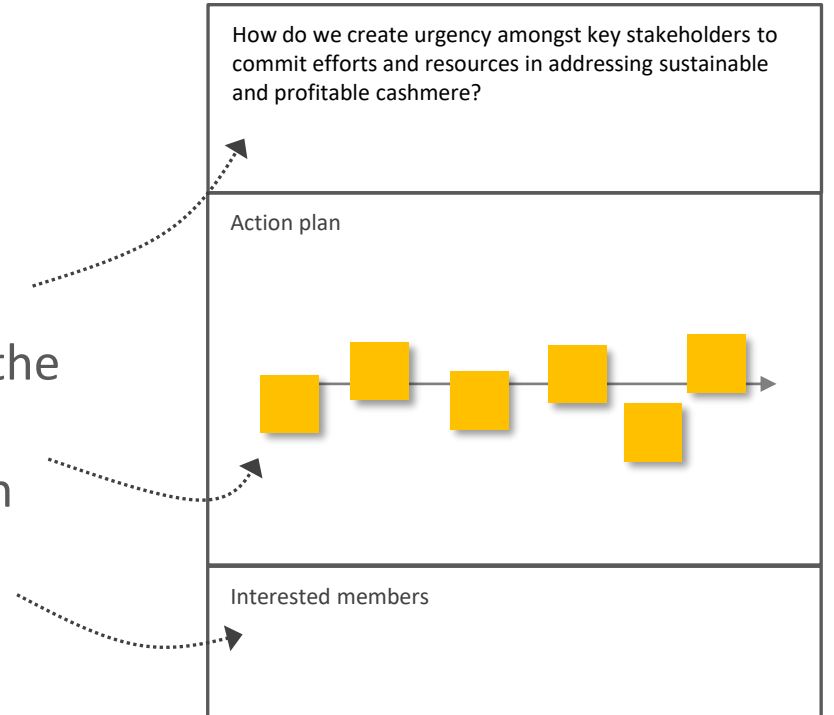 How do we create urgency amongst key stakeholders to
commit efforts and resources in addressing sustainable
and profitable cashmere?
Action plan
the
Interested members